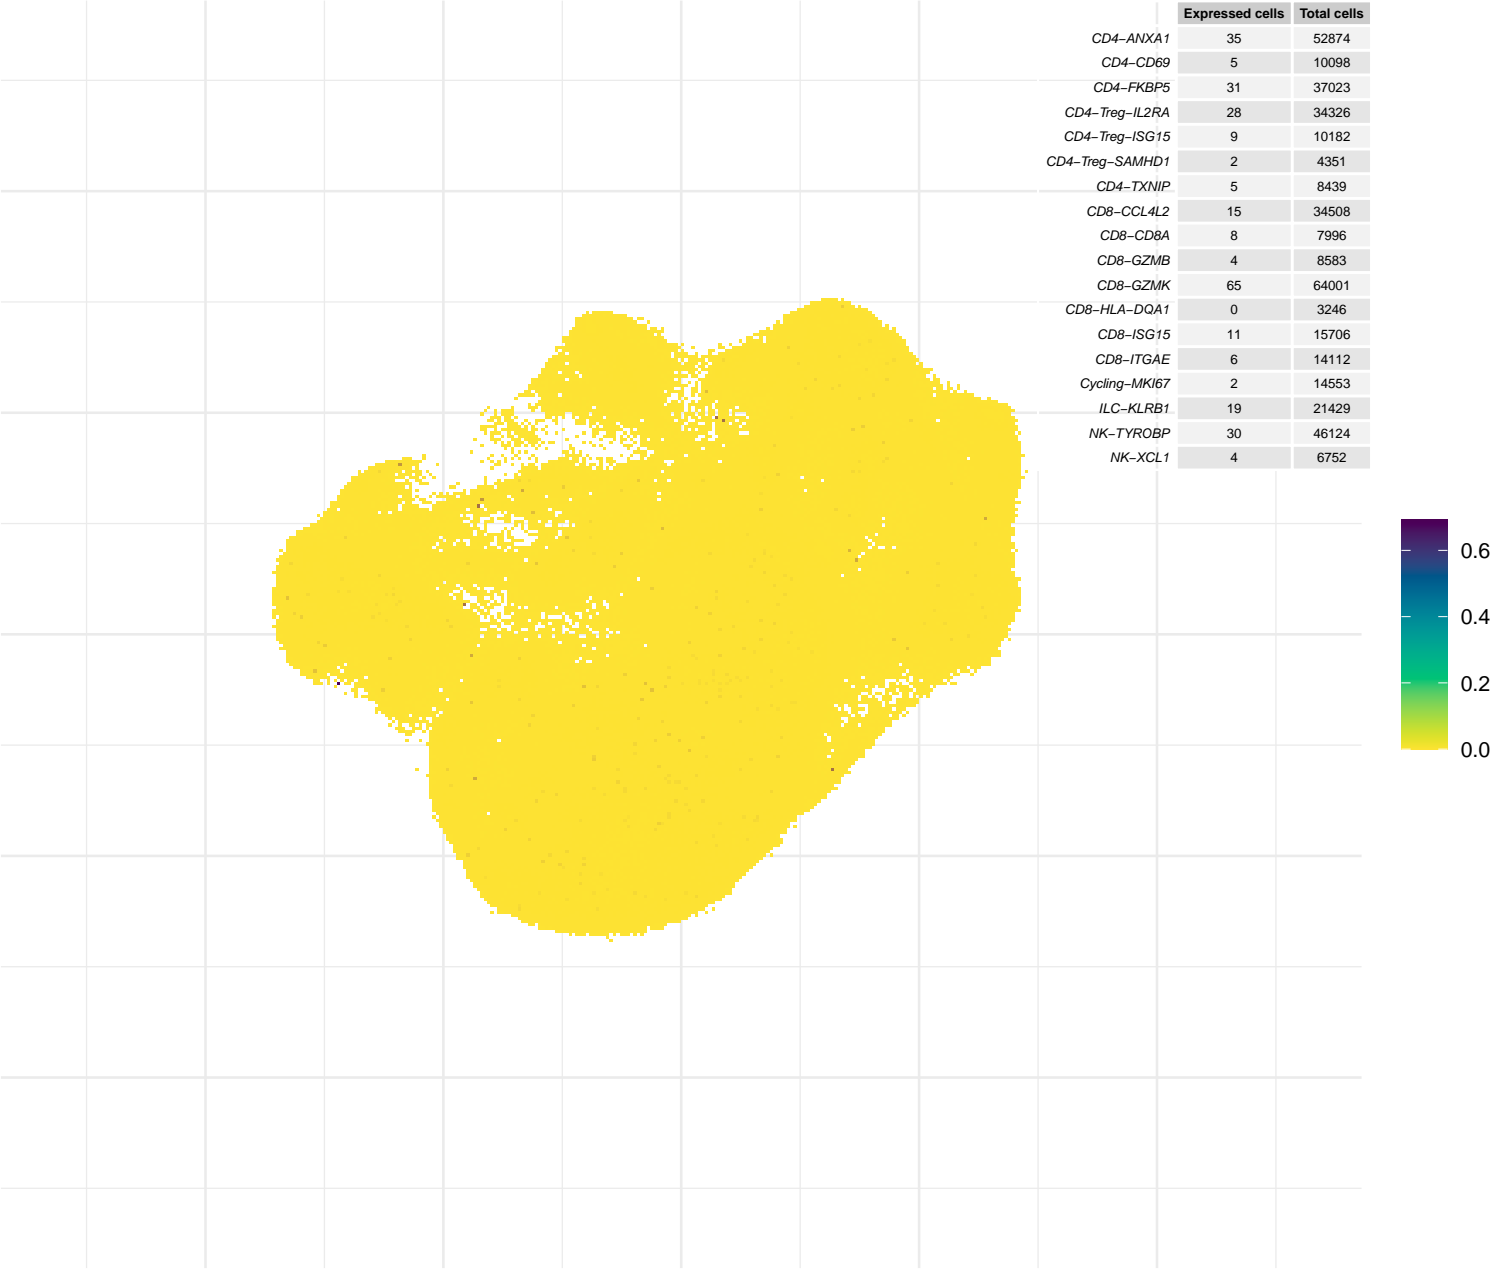 Expressed cells Total cells
CD4−ANXA1 35 52874
CD4−CD69 5 10098
CD4−FKBP5 31 37023
CD4−Treg−IL2RA 28 34326
CD4−Treg−ISG15 9 10182
CD4−Treg−SAMHD1 2 4351
CD4−TXNIP 5 8439
CD8−CCL4L2 15 34508
CD8−CD8A 8 7996
CD8−GZMB 4 8583
CD8−GZMK 65 64001
CD8−HLA−DQA1 0 3246
CD8−ISG15 11 15706
CD8−ITGAE 6 14112
Cycling−MKI67 2 14553
ILC−KLRB1 19 21429
NK−TYROBP 30 46124
NK−XCL1 4 6752
0.6
0.4
0.2
0.0